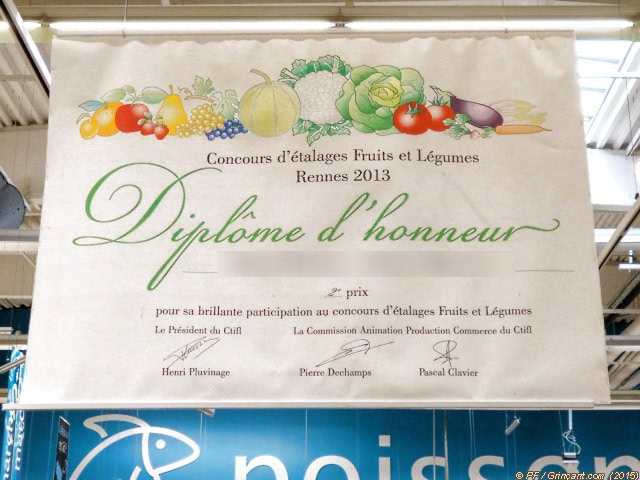 Concours d'étalages Fruits et Légumes
Rennes 2013
Diplôme d'honneur
2e prix
pour sa brillante participation au concours d'étalages Fruits et Légumes
Le Président du Ctifl
La Commission Animation Production Commerce du Ctifl
Henri Pluvinage
Pierre Dechamps
Pascal Clavier
poisson
© PF / Grincant.com (2015)